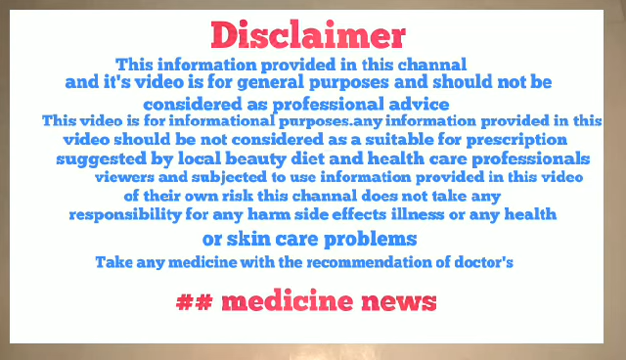 Disclaimer
This information provided in this channal
and it's video is for general purposes and should not be
considered as professional advice
This video is for informational purposes.any information provided in this
video should be not considered as a suitable for prescription
suggested by local beauty diet and health care professionals
viewers and subjected to use information provided in this video
of their own risk this channal does not take any
responsibility for any harm side effects illness or any health
or skin care problems
Take any medicine with the recommendation of doctor's
## medicine news